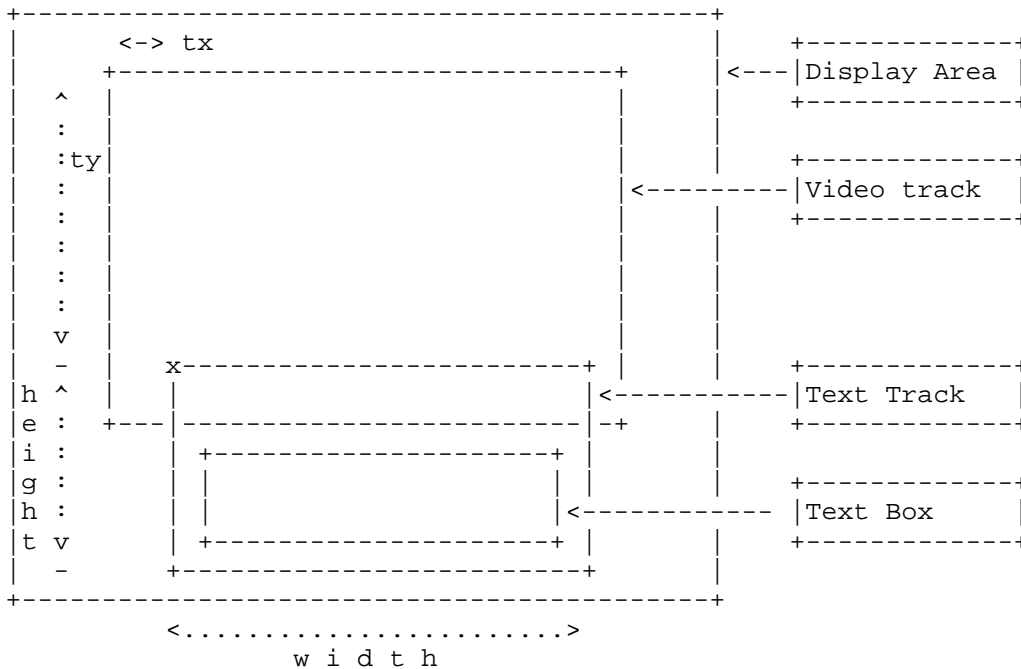 <-> tx
Display Area
ty
Video track
x
h
Text Track
e
i
g
h
Text Box
t v
w i d t h